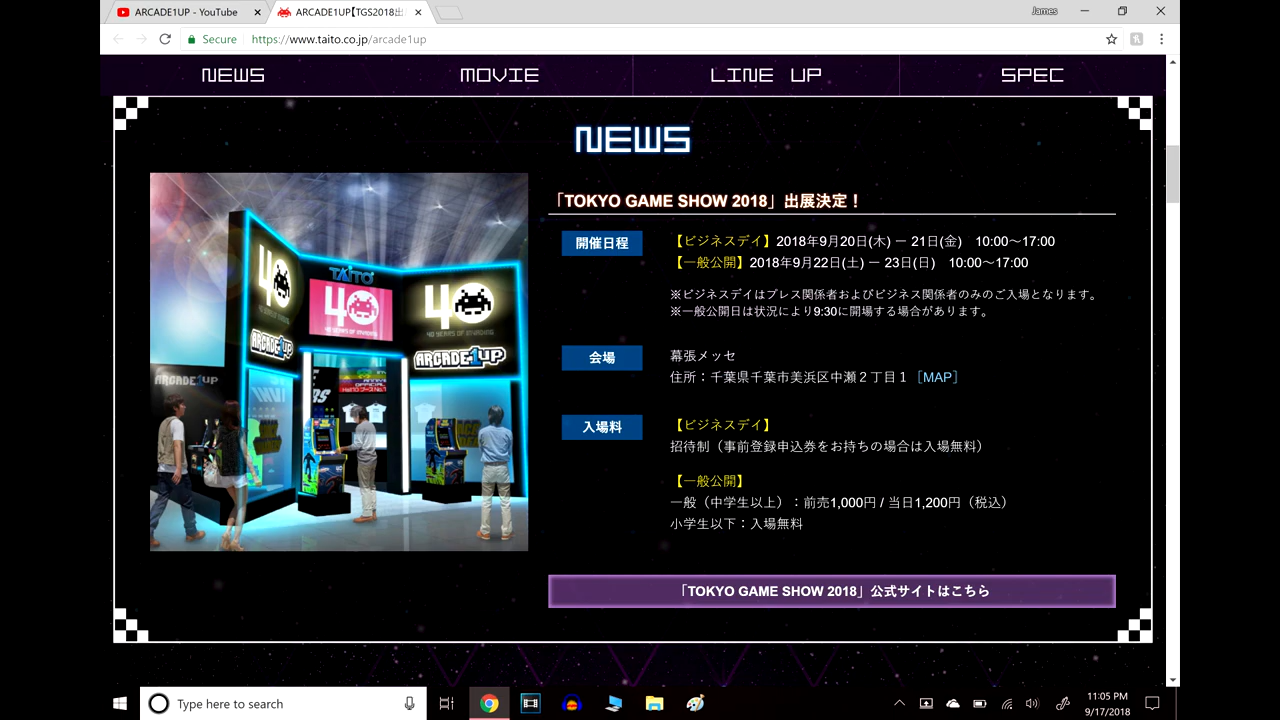 ARCADE1UP - YouTube
ARCADE1UP【TGS2018出
James
Secure
https://www.taito.co.jp/arcade1up
NEWS
MOVIE
LINE UP
SPEC
NEWS
「TOKYO GAME SHOW 2018」出展決定！
開催日程
【ビジネスデイ】2018年9月20日(木) ー 21日(金) 10:00～17:00
【一般公開】2018年9月22日(土) ー 23日(日) 10:00～17:00
※ビジネスデイはプレス関係者およびビジネス関係者のみのご入場となります。
※一般公開日は状況により9:30に開場する場合があります。
会場
幕張メッセ
住所：千葉県千葉市美浜区中瀬２丁目１［MAP］
入場料
【ビジネスデイ】
招待制（事前登録申込券をお持ちの場合は入場無料）
【一般公開】
一般（中学生以上）：前売1,000円 / 当日1,200円（税込）
小学生以下：入場無料
「TOKYO GAME SHOW 2018」公式サイトはこちら
TAITO
40
40
40
40 YEARS OF INVADING
ARCADE1UP
ARCADE1UP
ARCADE1UP
Type here to search
11:05 PM
9/17/2018